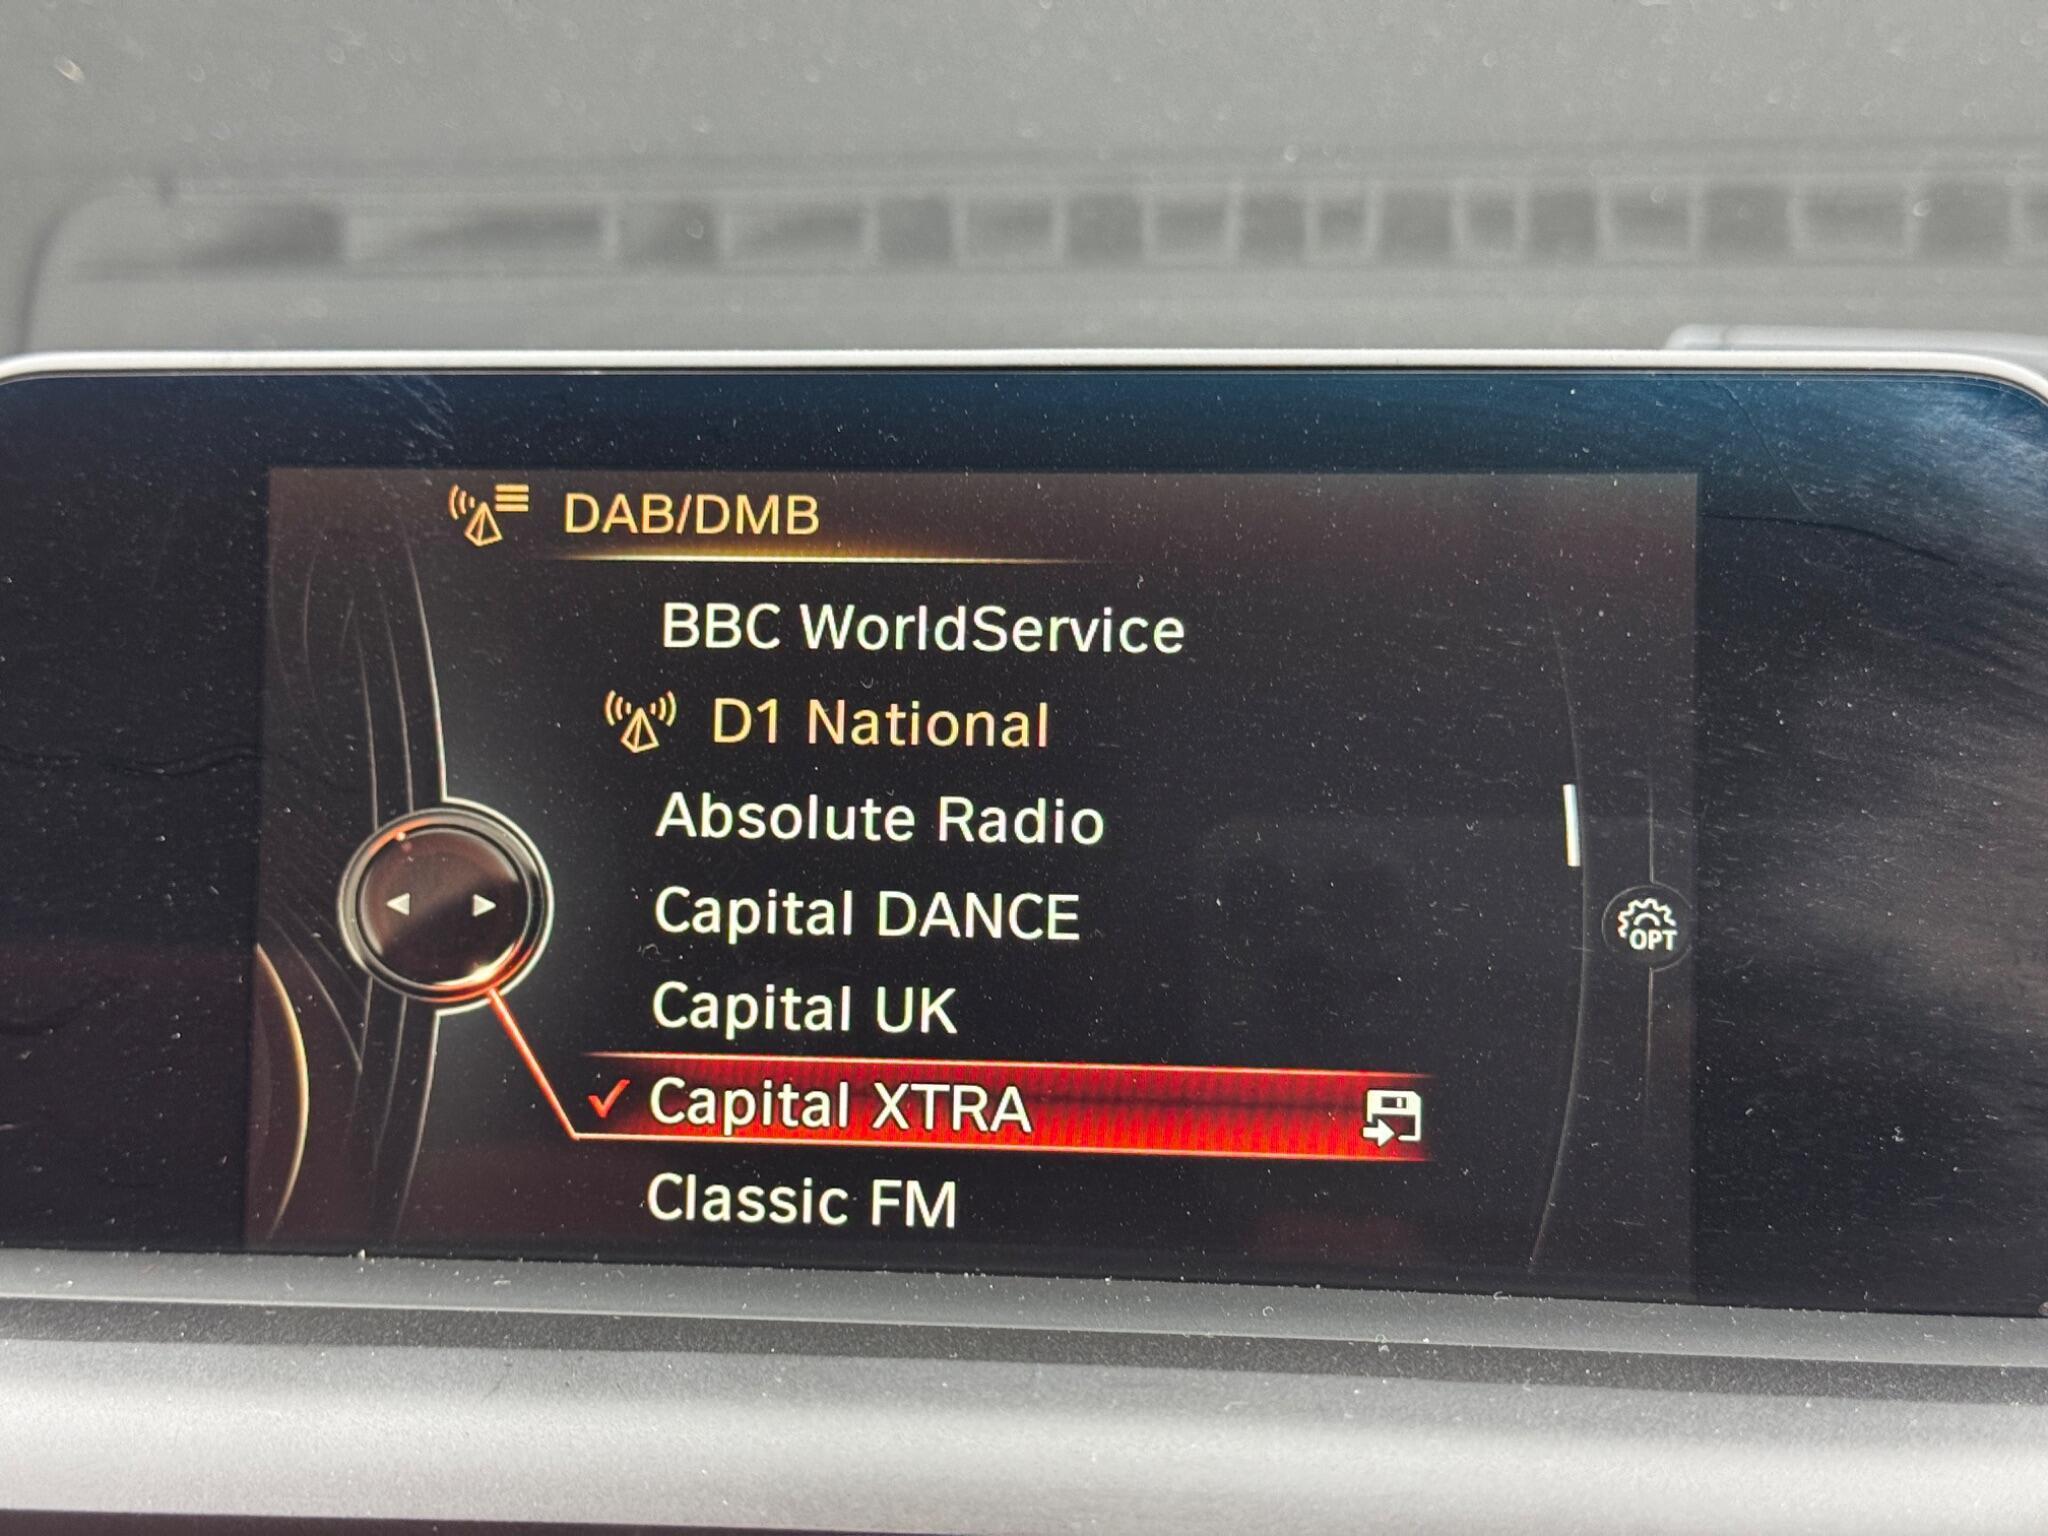 DAB/DMB
BBC WorldService
D1 National
Absolute Radio
Capital DANCE
Capital UK
OPT
Capital XTRA
Classic FM